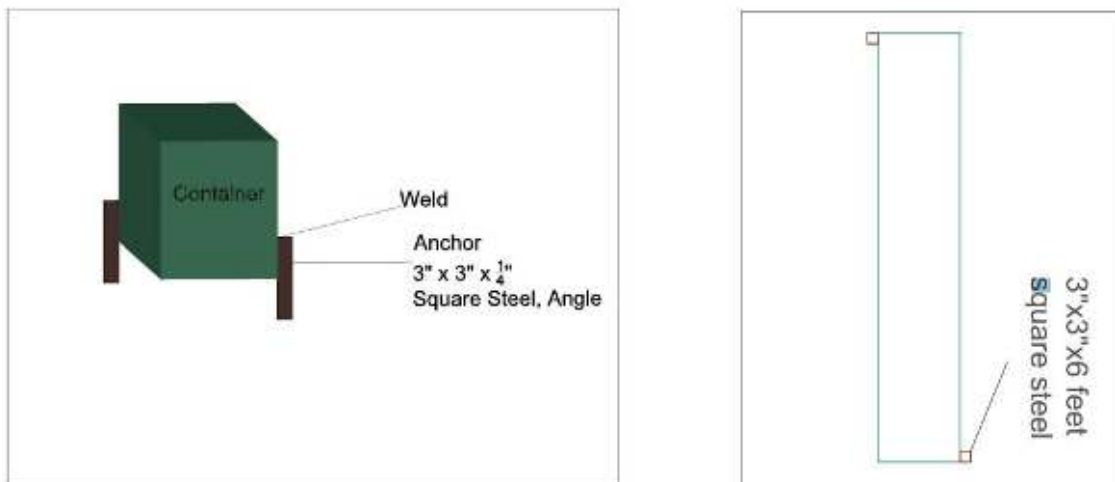 Container
Weld
Anchor
3" x 3" x 1/4"
Square Steel, Angle
3"x3"x6 feet
square steel